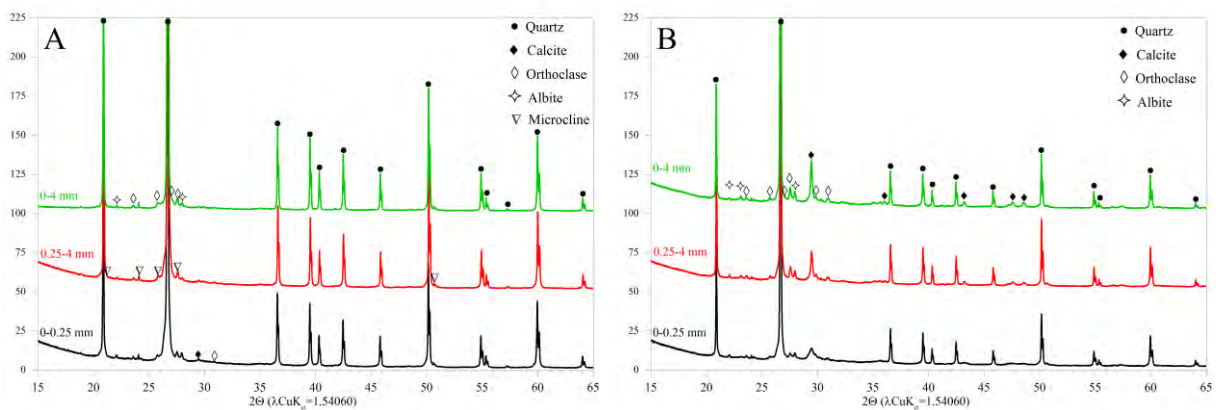 A
225
200
175
150
125
100
75
50
25
0
Quartz
Calcite
Orthoclase
Albite
Microcline
0-4 mm
0.25-4 mm
0-0.25 mm
15 20 25 30 35 40 45 50 55 60 65
2Θ (λCuKα=1.54060)
B
225
200
175
150
125
100
75
50
25
0
Quartz
Calcite
Orthoclase
Albite
0-4 mm
0.25-4 mm
0-0.25 mm
15 20 25 30 35 40 45 50 55 60 65
2Θ (λCuKα=1.54060)